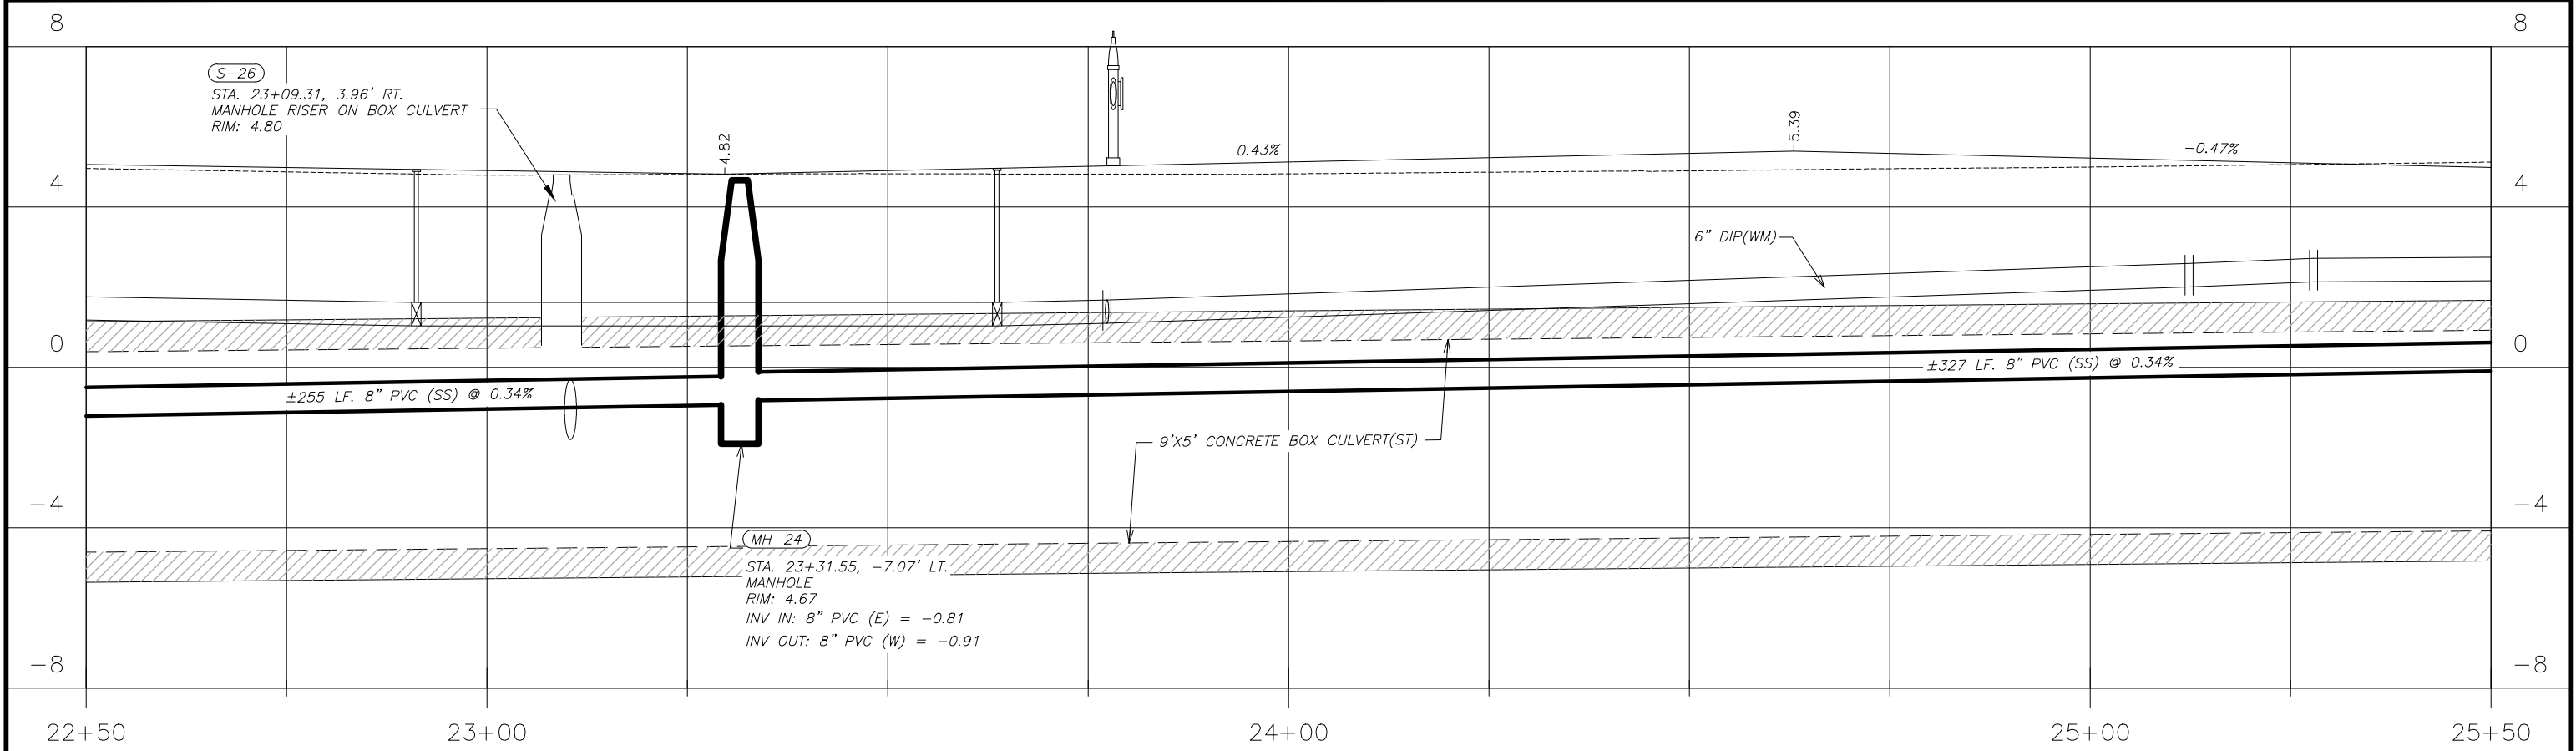 8
8
S-26
STA. 23+09.31, 3.96' RT.
MANHOLE RISER ON BOX CULVERT
RIM: 4.80
4.82
0.43%
5.39
-0.47%
4
4
6" DIP(WM)
0
0
±255 LF. 8" PVC (SS) @ 0.34%
±327 LF. 8" PVC (SS) @ 0.34%
9'X5' CONCRETE BOX CULVERT(ST)
-4
-4
MH-24
STA. 23+31.55, -7.07' LT.
MANHOLE
RIM: 4.67
INV IN: 8" PVC (E) = -0.81
INV OUT: 8" PVC (W) = -0.91
-8
-8
22+50
23+00
24+00
25+00
25+50